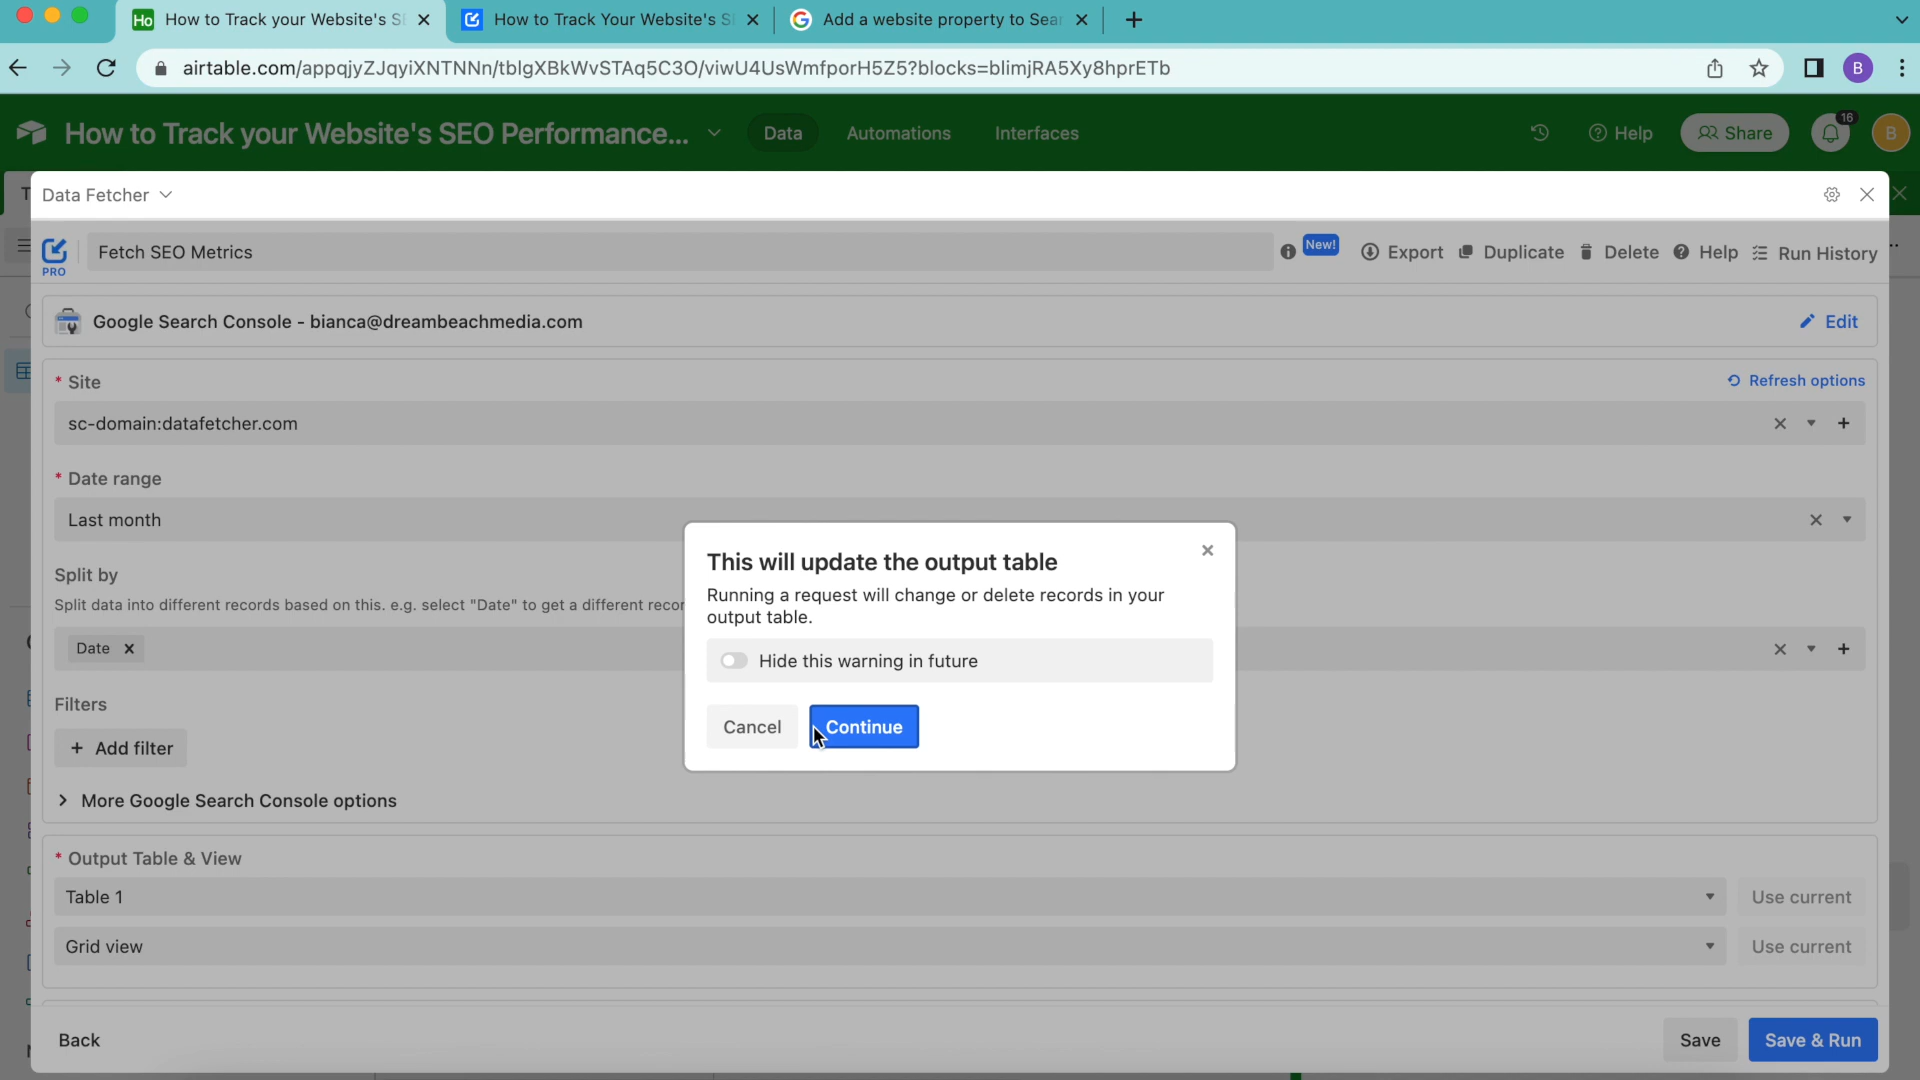 Ho How to Track your Website's S
How to Track Your Website's S
Add a website property to Sear
airtable.com/appqjyZJqyiXNTNNn/tblgXBkWvSTAq5C3O/viwU4UsWmfporH5Z5?blocks=blimjRA5Xy8hprETb
B
How to Track your Website's SEO Performance...
Data
Automations
Interfaces
Help
Share
16
B
Data Fetcher
PRO
Fetch SEO Metrics
New!
Export
Duplicate
Delete
Help
Run History
Google Search Console - bianca@dreambeachmedia.com
Edit
* Site
Refresh options
sc-domain:datafetcher.com
* Date range
Last month
Split by
Split data into different records based on this. e.g. select "Date" to get a different recor
Date
Filters
+ Add filter
More Google Search Console options
This will update the output table
Running a request will change or delete records in your
output table.
Hide this warning in future
Cancel
Continue
* Output Table & View
Table 1
Use current
Grid view
Use current
Back
Save
Save & Run